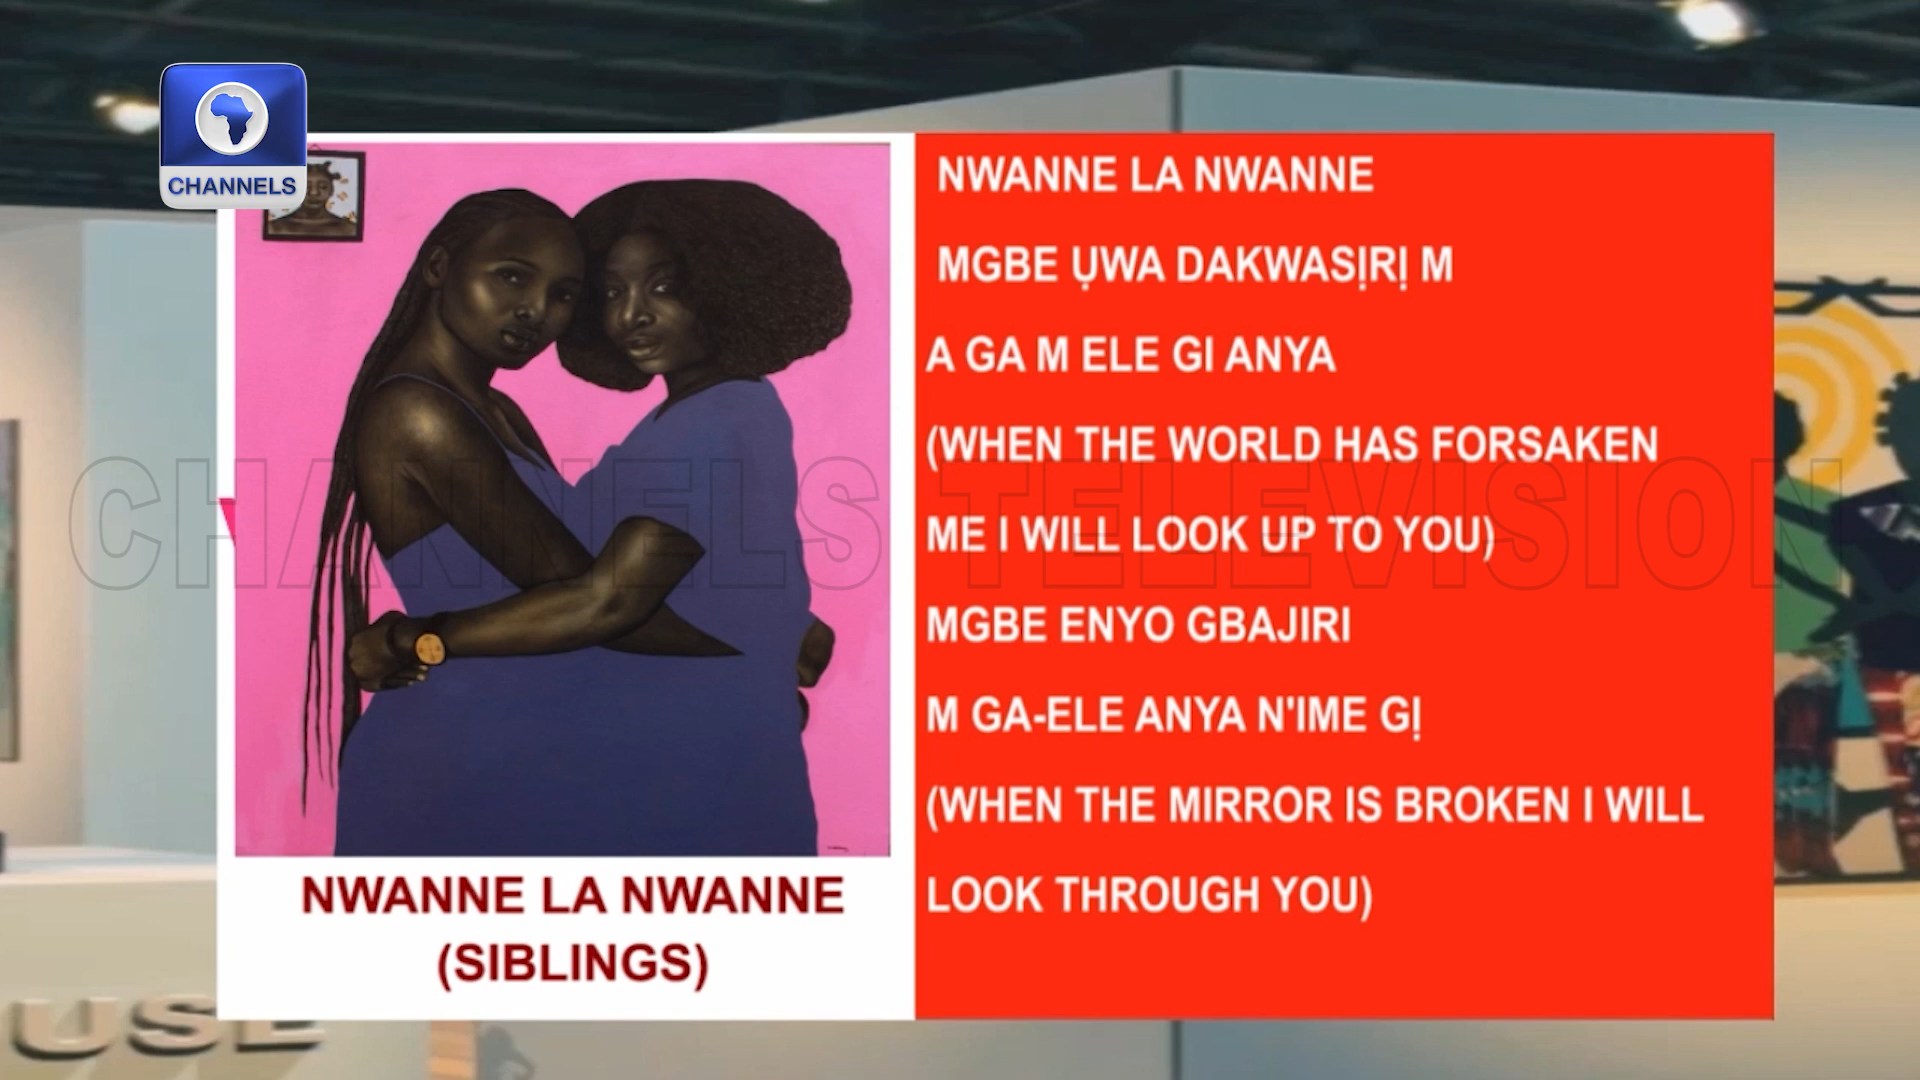 CHANNELS
NWANNE LA NWANNE
(SIBLINGS)
NWANNE LA NWANNE
MGBE ỤWA DAKWASỊRỊ M
A GA M ELE GI ANYA
(WHEN THE WORLD HAS FORSAKEN
ME I WILL LOOK UP TO YOU)
MGBE ENYO GBAJIRI
M GA-ELE ANYA N'IME GỊ
(WHEN THE MIRROR IS BROKEN I WILL
LOOK THROUGH YOU)
CHANNELS TELEVISION
USE